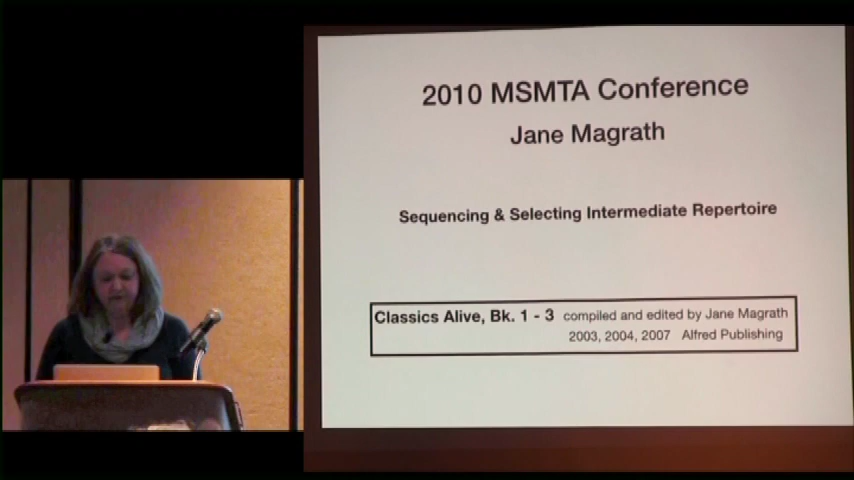 2010 MSMTA Conference
Jane Magrath
Sequencing & Selecting Intermediate Repertoire
Classics Alive, Bk. 1 - 3 compiled and edited by Jane Magrath
2003, 2004, 2007 Alfred Publishing